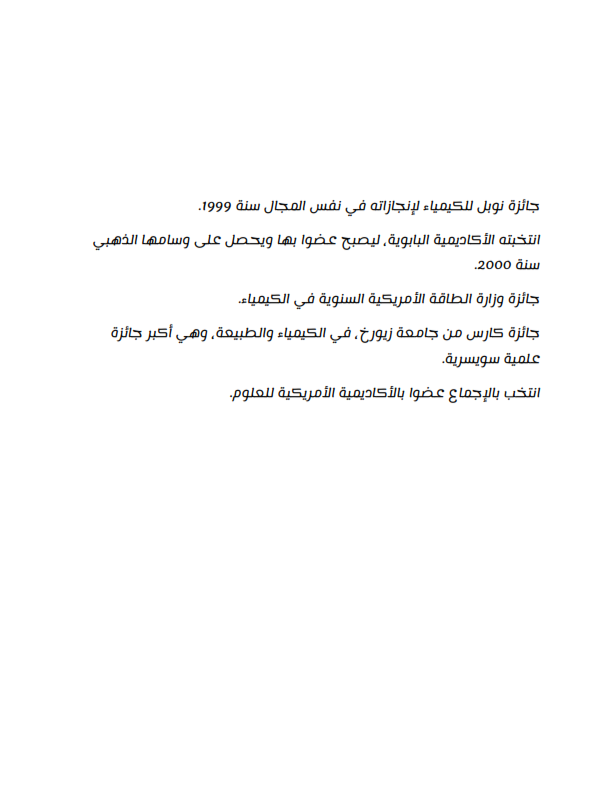 جائزة نوبل للكيمياء لإنجازاته في نفس المجال سنة 1999.
انتخبته الأكاديمية البابوية، ليصبح عضوا بها ويحصل على وسامها الذهبي
سنة 2000.
جائزة وزارة الطاقة الأمريكية السنوية في الكيمياء.
جائزة كارس من جامعة زيورخ، في الكيمياء والطبيعة، وهي أكبر جائزة
علمية سويسرية.
انتخب بالإجماع عضوا بالأكاديمية الأمريكية للعلوم.